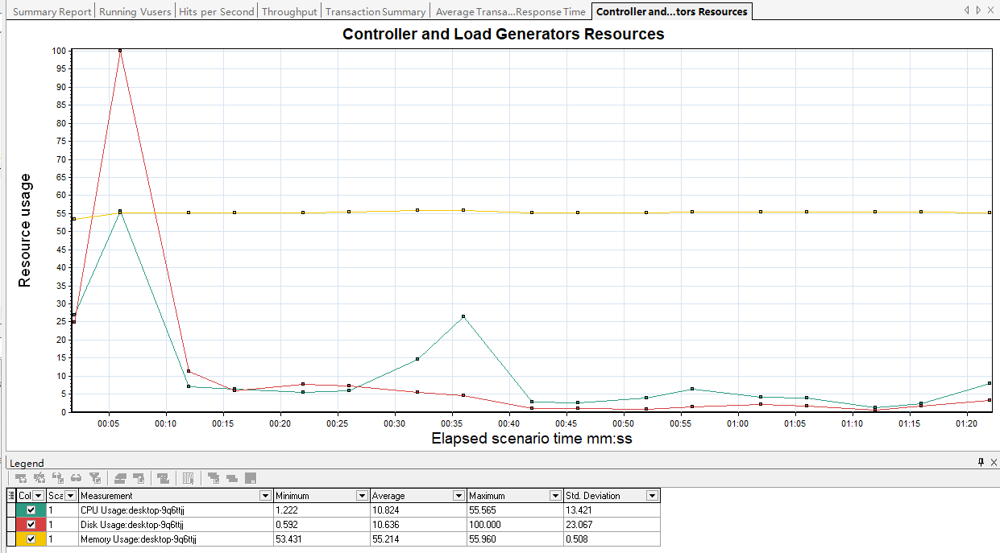 Summary Report Running Vusers Hits per Second Throughput Transaction Summary Average Transa...Response Time Controller and...tors Resources
Controller and Load Generators Resources
Resource usage
100
95
90
85
80
75
70
65
60
55
50
45
40
35
30
25
20
15
10
5
0
00:05 00:10 00:15 00:20 00:25 00:30 00:35 00:40 00:45 00:50 00:55 01:00 01:05 01:10 01:15 01:20
Elapsed scenario time mm:ss
Legend
Col Sca Measurement Minimum Average Maximum Std. Deviation
1 CPU Usage:desktop-9q6ttjj 1.222 10.824 55.565 13.421
1 Disk Usage:desktop-9q6ttjj 0.592 10.636 100.000 23.067
1 Memory Usage:desktop-9q6ttjj 53.431 55.214 55.960 0.508